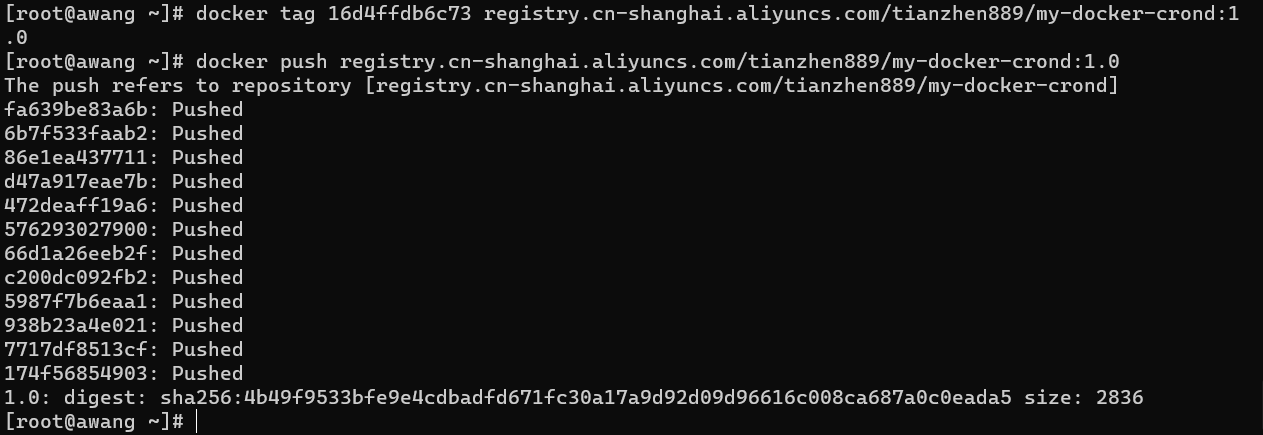 [root@awang ~]# docker tag 16d4ffdb6c73 registry.cn-shanghai.aliyuncs.com/tianzhen889/my-docker-crond:1
.0
[root@awang ~]# docker push registry.cn-shanghai.aliyuncs.com/tianzhen889/my-docker-crond:1.0
The push refers to repository [registry.cn-shanghai.aliyuncs.com/tianzhen889/my-docker-crond]
fa639be83a6b: Pushed
6b7f533faab2: Pushed
86e1ea437711: Pushed
d47a917eae7b: Pushed
472deaff19a6: Pushed
576293027900: Pushed
66d1a26eeb2f: Pushed
c200dc092fb2: Pushed
5987f7b6eaa1: Pushed
938b23a4e021: Pushed
7717df8513cf: Pushed
174f56854903: Pushed
1.0: digest: sha256:4b49f9533bfe9e4cdbadfd671fc30a17a9d92d09d96616c008ca687a0c0eada5 size: 2836
[root@awang ~]#